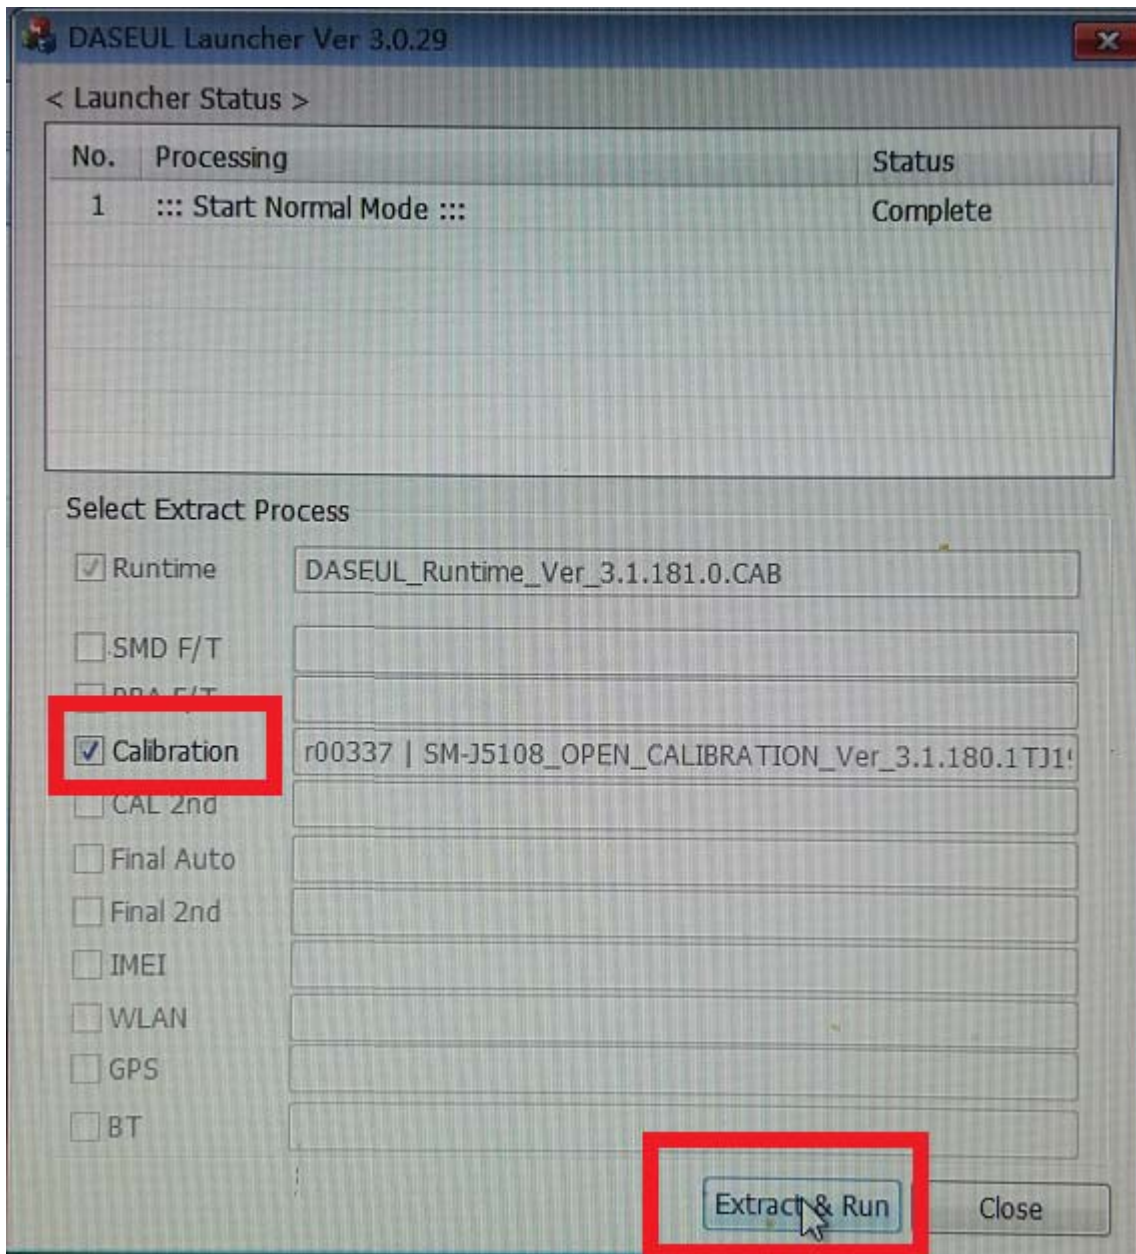 DASEUL Launcher Ver 3.0.29
< Launcher Status >
No. Processing Status
1 ::: Start Normal Mode ::: Complete
Select Extract Process
Runtime DASEUL_Runtime_Ver_3.1.181.0.CAB
SMD F/T
PBA F/T
Calibration r00337 | SM-J5108_OPEN_CALIBRATION_Ver_3.1.180.1TJ1
CAL 2nd
Final Auto
Final 2nd
IMEI
WLAN
GPS
BT
Extract & Run Close